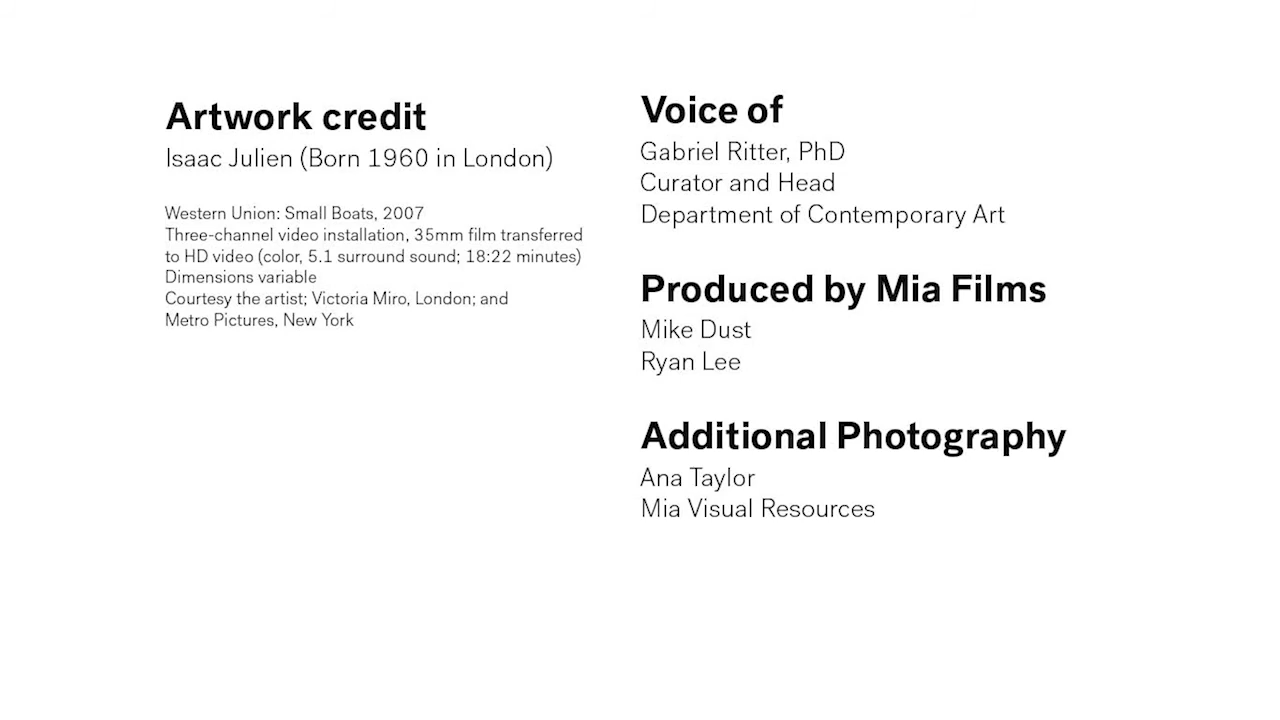 Artwork credit
Isaac Julien (Born 1960 in London)
Western Union: Small Boats, 2007
Three-channel video installation, 35mm film transferred
to HD video (color, 5.1 surround sound; 18:22 minutes)
Dimensions variable
Courtesy the artist; Victoria Miro, London; and
Metro Pictures, New York
Voice of
Gabriel Ritter, PhD
Curator and Head
Department of Contemporary Art
Produced by Mia Films
Mike Dust
Ryan Lee
Additional Photography
Ana Taylor
Mia Visual Resources